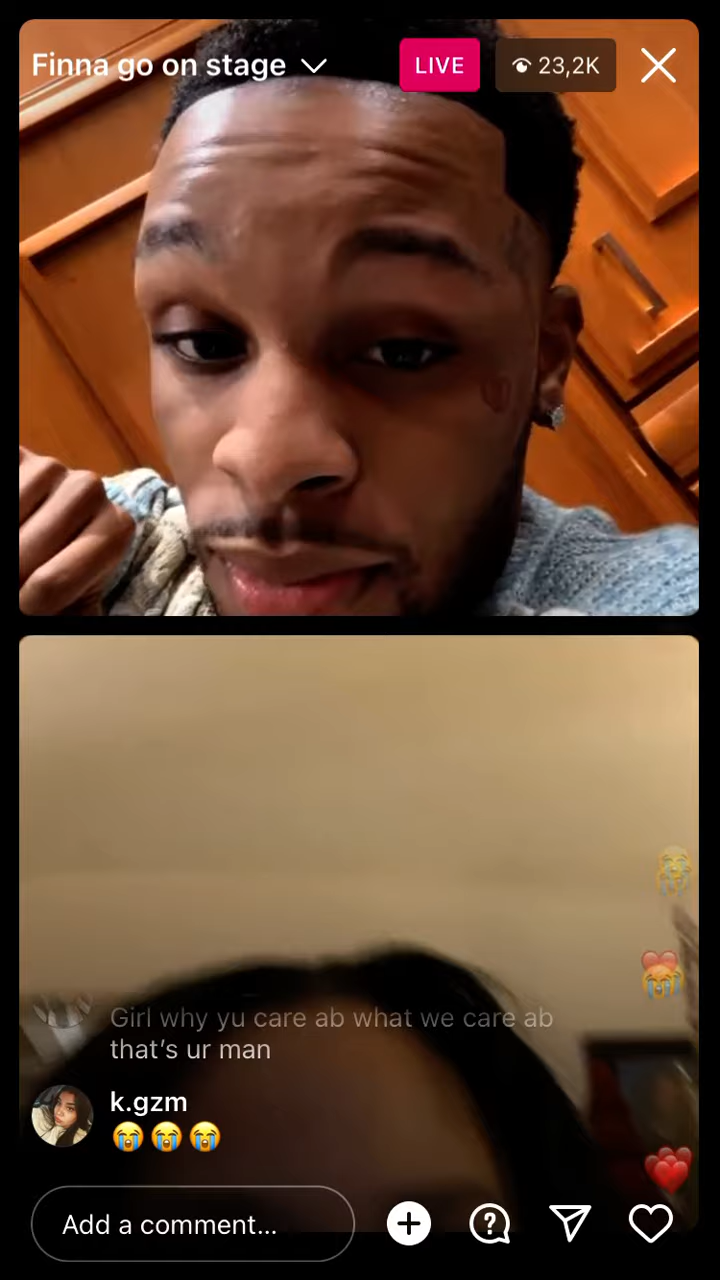 Finna go on stage
LIVE
23,2K
Girl why yu care ab what we care ab
that’s ur man
k.gzm
😭😭😭
Add a comment...